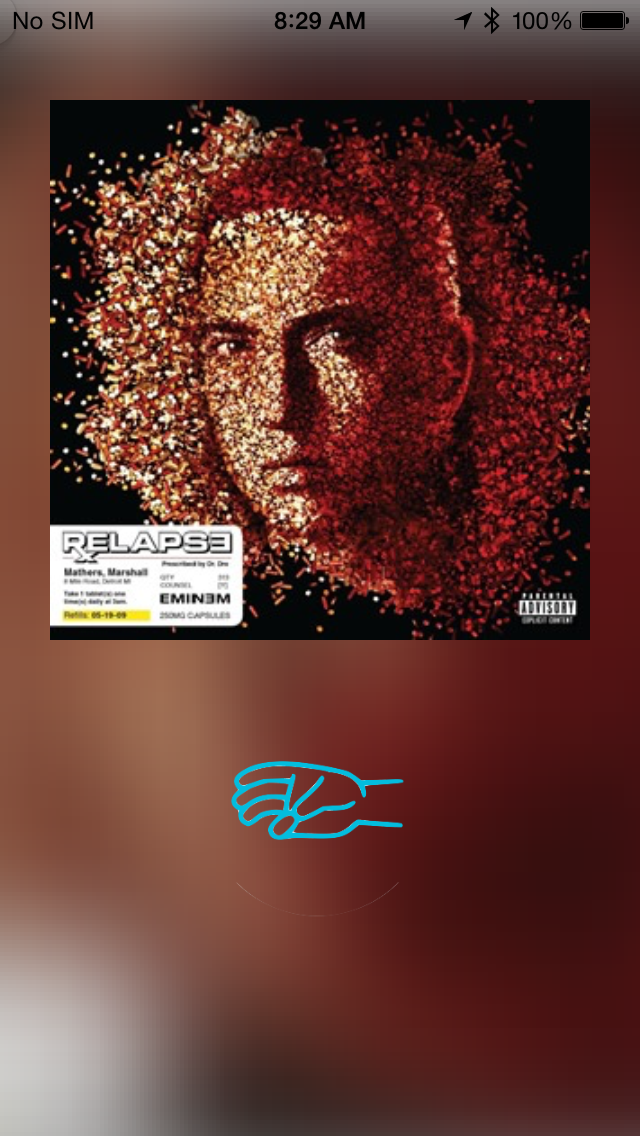 No SIM 8:29 AM 100%
RELAPSE
Rx Prescribed by Dr. Dre
Mathers, Marshall
8 Mile Road, Detroit MI
QTY 313
COUNSEL [Y]
Take 1 tablet(s) one
time(s) daily at 3am.
EMINEM
Refills: 05-19-09
250MG CAPSULES
PARENTAL
ADVISORY
EXPLICIT CONTENT